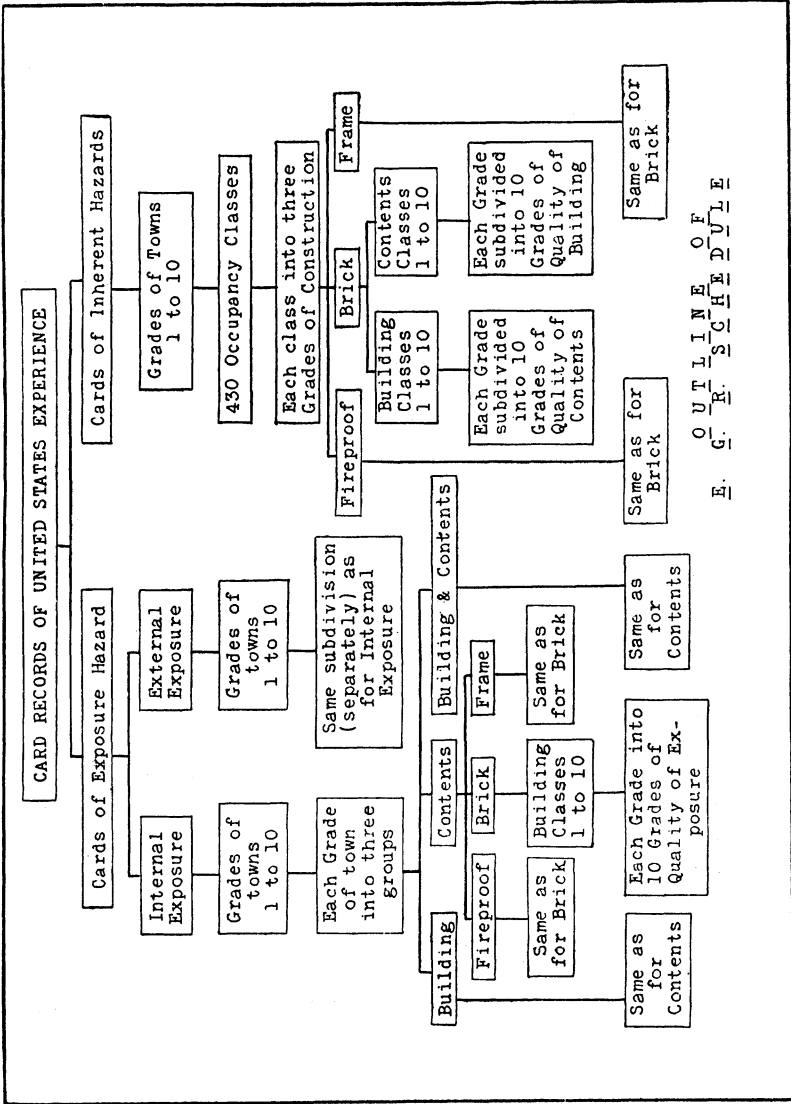 CARD RECORDS OF UNITED STATES EXPERIENCE
Cards of Exposure Hazard
Cards of Inherent Hazards
Internal
Exposure
External
Exposure
Grades of Towns
1 to 10
Grades of
towns
1 to 10
Grades of
towns
1 to 10
430 Occupancy Classes
Each Grade
of town
into three
groups
Same subdivision
(separately) as
for Internal
Exposure
Each class into three
Grades of Construction
Building
Contents
Building & Contents
Fireproof
Brick
Frame
Fireproof
Brick
Frame
Building
Classes
1 to 10
Contents
Classes
1 to 10
Same as
for Brick
Building
Classes
1 to 10
Same as
for Brick
Each Grade
subdivided
into 10
Grades of
Quality of
Contents
Each Grade
subdivided
into 10
Grades of
Quality of
Building
Same as
for
Contents
Each Grade into
10 Grades of
Quality of Ex-
posure
Same as
for
Contents
Same as for
Brick
Same as for
Brick
OUTLINE OF
E. G. R. SCHEDULE